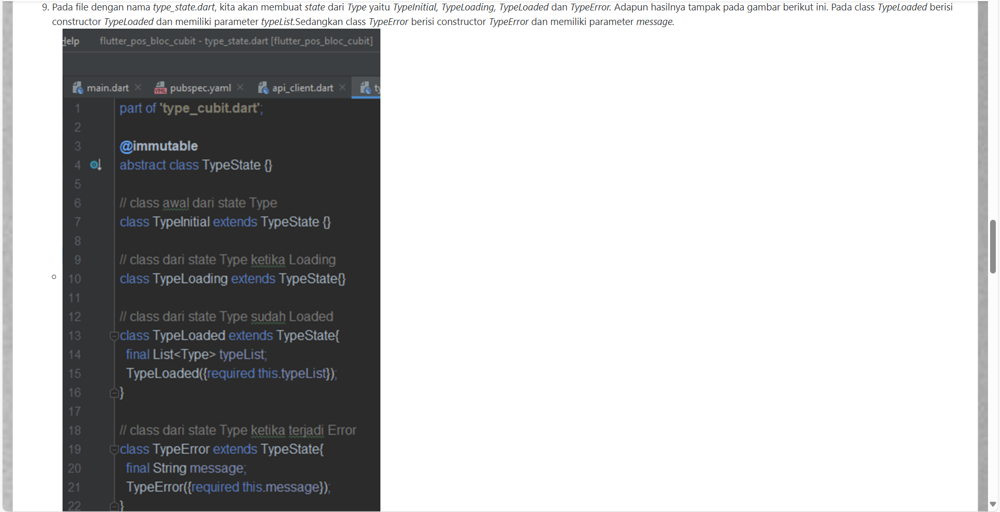 9. Pada file dengan nama type_state.dart, kita akan membuat state dari Type yaitu TypeInitial, TypeLoading, TypeLoaded dan TypeError. Adapun hasilnya tampak pada gambar berikut ini. Pada class TypeLoaded berisi
constructor TypeLoaded dan memiliki parameter typeList.Sedangkan class TypeError berisi constructor TypeError dan memiliki parameter message.
Help flutter_pos_bloc_cubit - type_state.dart [flutter_pos_bloc_cubit]
main.dart pubspec.yaml api_client.dart ty
1 part of 'type_cubit.dart';
2
3 @immutable
4 abstract class TypeState {}
5
6 // class awal dari state Type
7 class TypeInitial extends TypeState {}
8
9 // class dari state Type ketika Loading
10 class TypeLoading extends TypeState{}
11
12 // class dari state Type sudah Loaded
13 class TypeLoaded extends TypeState{
14 final List<Type> typeList;
15 TypeLoaded({required this.typeList});
16 }
17
18 // class dari state Type ketika terjadi Error
19 class TypeError extends TypeState{
20 final String message;
21 TypeError({required this.message});
22 }